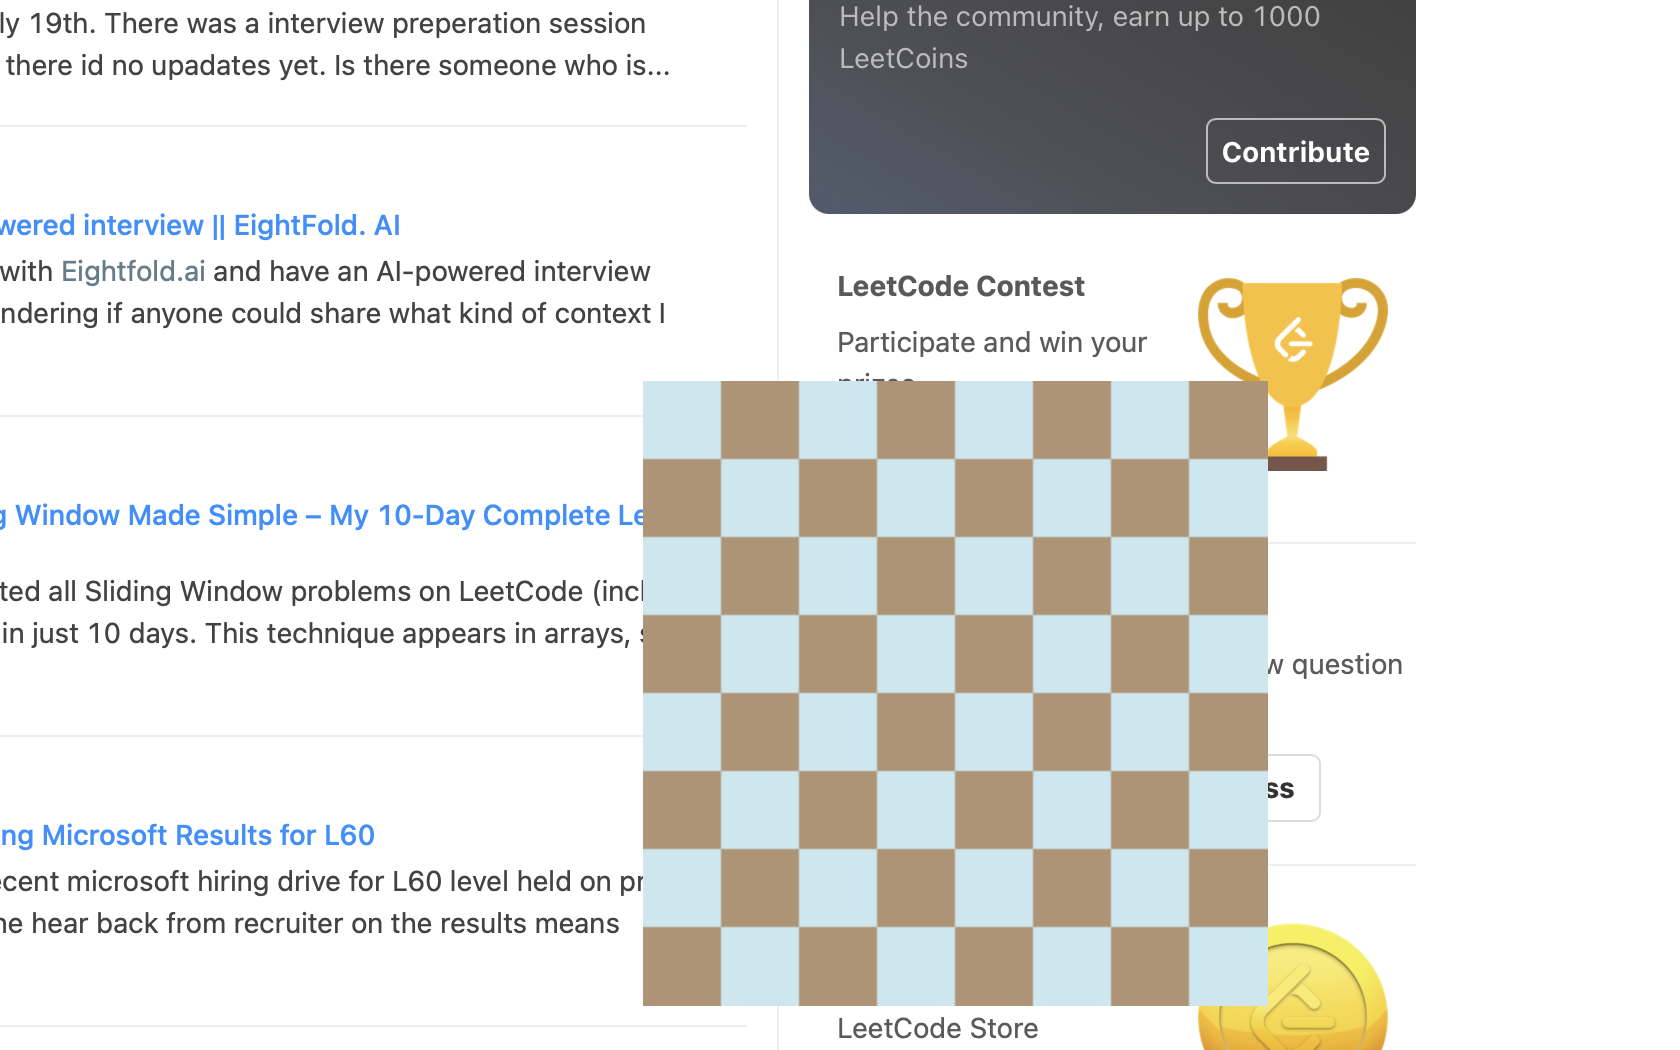 ly 19th. There was a interview preperation session
there id no upadates yet. Is there someone who is...
wered interview || EightFold. AI
with Eightfold.ai and have an AI-powered interview
ndering if anyone could share what kind of context I
g Window Made Simple – My 10-Day Complete Le
ted all Sliding Window problems on LeetCode (incl
in just 10 days. This technique appears in arrays, s
ng Microsoft Results for L60
ecent microsoft hiring drive for L60 level held on pr
ne hear back from recruiter on the results means
Help the community, earn up to 1000
LeetCoins
Contribute
LeetCode Contest
Participate and win your
prizes
w question
ss
LeetCode Store